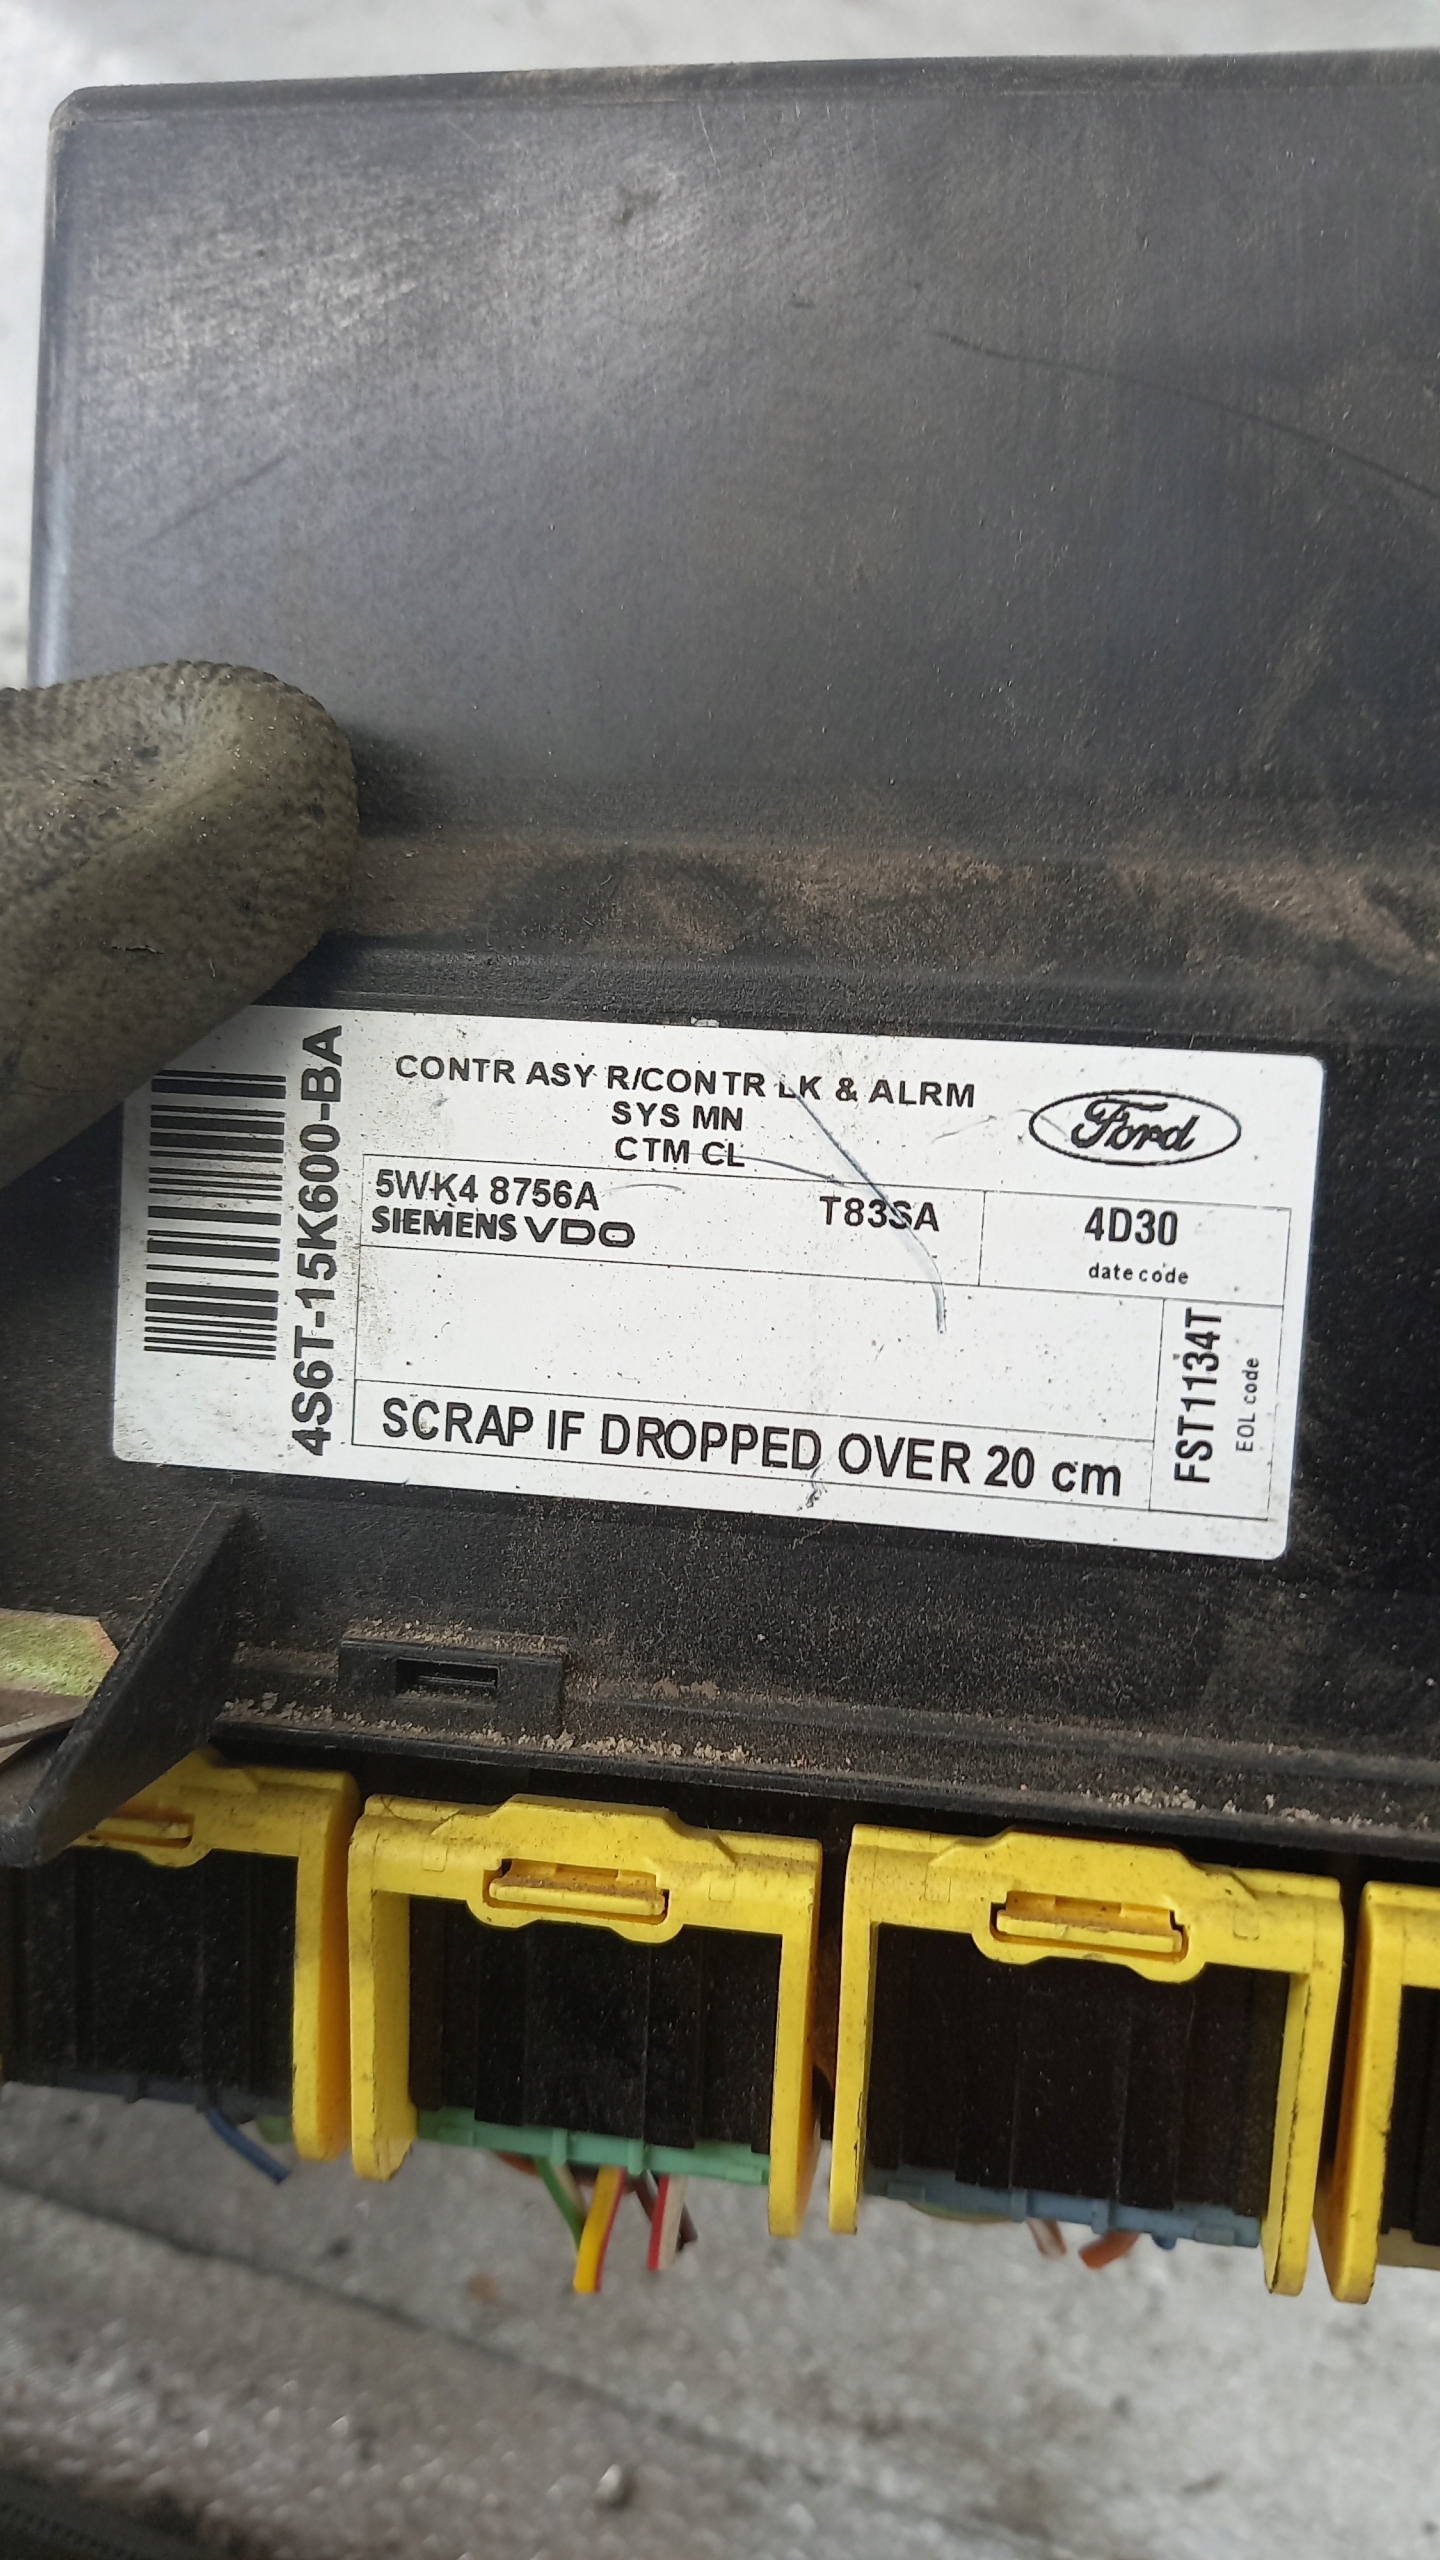 CONTR ASY R/CONTR LK & ALRM
SYS MN
CTM CL
Ford
5WK4 8756A
T83SA
SIEMENS VDO
4D30
date code
4S6T-15K600-BA
FST1134T
EOL code
SCRAP IF DROPPED OVER 20 cm